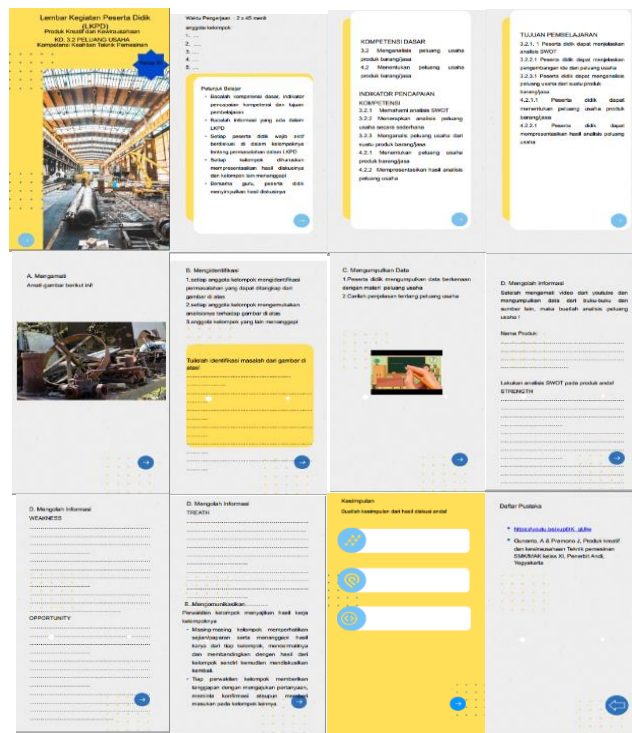 Lembar Kegiatan Peserta Didik
(LKPD)
Produk Kreatif dan Kewirausahaan
KD. 3.2 PELUANG USAHA
Kompetensi Keahlian Teknik Pemesinan
Waktu Pengerjaan : 2 x 45 menit
anggota kelompok:
1. ....
2. ....
3. ....
4. ....
5. ....
Petunjuk Belajar
• Bacalah kompetensi dasar, indikator
pencapaian kompetensi dan tujuan
pembelajaran
• Bacalah informasi yang ada dalam
LKPD
• Setiap peserta didik wajib aktif
berdiskusi di dalam kelompoknya
tentang permasalahan dalam LKPD
• Setiap kelompok diharuskan
mempresentasikan hasil diskusinya
dan kelompok lain menanggapi
• Bersama guru, peserta didik
menyimpulkan hasil diskusinya
KOMPETENSI DASAR
3.2 Menganalisis peluang usaha
produk barang/jasa
4.2 Menentukan peluang usaha
produk barang/jasa
INDIKATOR PENCAPAIAN
KOMPETENSI
3.2.1 Memahami analisis SWOT
3.2.2 Menerapkan analisis peluang
usaha secara sederhana
3.2.3 Menganalis peluang usaha dari
suatu produk barang/jasa
4.2.1 Menentukan peluang usaha
produk barang/jasa
4.2.2 Mempresentasikan hasil analisis
peluang usaha
TUJUAN PEMBELAJARAN
3.2.1. 1 Peserta didik dapat menjelaskan
analisis SWOT
3.2.2.1 Peserta didik dapat menjelaskan
pengembangan ide dan peluang usaha
3.2.3.1 Peserta didik dapat menganalisis
peluang usaha dari suatu produk
barang/jasa)
4.2.1.1 Peserta didik dapat
menentukan peluang usaha produk
barang/jasa
4.2.2.1 Peserta didik dapat
mempresentasikan hasil analisis peluang
usaha
A. Mengamati
Amati gambar berikut ini!
B. Mengidentifikasi
1.setiap anggota kelompok mengidentifikasi
permasalahan yang dapat ditangkap dari
gambar di atas
2.setiap anggota kelompok mengemukakan
analisisnya terhadap gambar di atas
3.anggota kelompok yang lain menanggapi
Tulislah identifikasi masalah dari gambar di
atas!
C. Mengumpulkan Data
1.Peserta didik mengumpulkan data berkenaan
dengan materi peluang usaha
2.Carilah penjelasan tentang peluang usaha
D. Mengolah informasi
Setelah mengamati video dari youtube dan
mengumpulkan data dari buku-buku dan
sumber lain, maka buatlah analisis peluang
usaha !
Nama Produk:
Lakukan analisis SWOT pada produk anda!
STRENGTH
D. Mengolah Informasi
WEAKNESS
OPPORTUNITY
D. Mengolah Informasi
TREATH
E. Mengomunikasikan
Perwakilan kelompok menyajikan hasil kerja
kelompoknya
• Masing-masing kelompok memperhatikan
sajian/paparan serta menanggapi hasil
karya dari tiap kelompok, mencermatinya
dan membandingkan dengan hasil dari
kelompok sendiri kemudian mendiskusikan
kembali.
• Tiap perwakilan kelompok memberikan
tanggapan dengan mengajukan pertanyaan,
meminta konfirmasi ataupun memberi
masukan pada kelompok lainnya.
Kesimpulan
Buatlah kesimpulan dari hasil diskusi anda!
Daftar Pustaka
• Gunanto, A & Pramono J, Produk kreatif
dan kewirausahaan Teknik pemesinan
SMK/MAK kelas XI, Penerbit Andi,
Yogyakarta